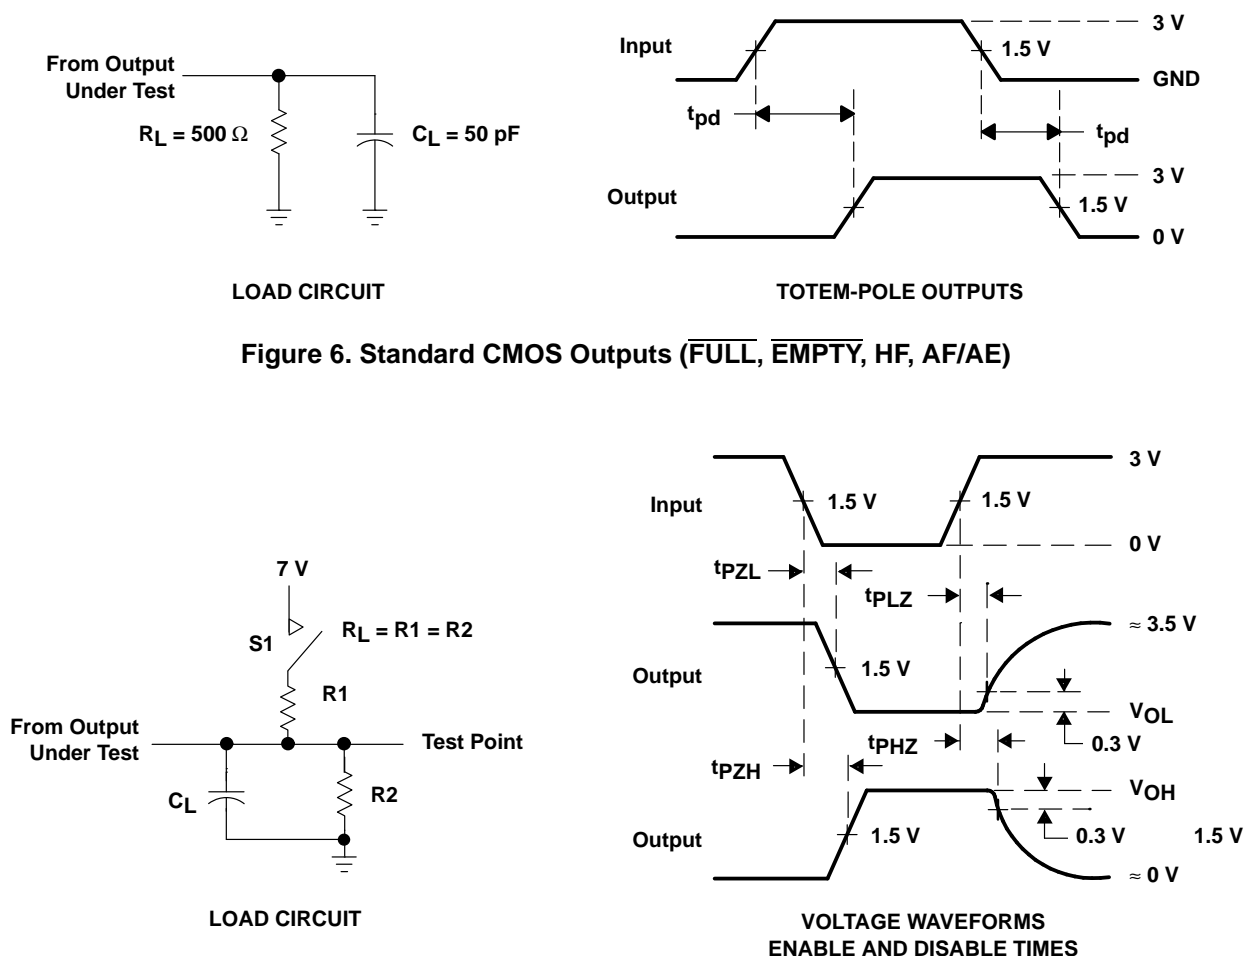 From Output
Under Test
RL = 500 Ω
CL = 50 pF
LOAD CIRCUIT
Input
3 V
1.5 V
GND
tpd
tpd
Output
3 V
1.5 V
0 V
TOTEM-POLE OUTPUTS
Figure 6. Standard CMOS Outputs (FULL, EMPTY, HF, AF/AE)
7 V
S1
RL = R1 = R2
R1
From Output
Under Test
Test Point
CL
R2
LOAD CIRCUIT
Input
1.5 V
1.5 V
3 V
0 V
tPZL
tPLZ
Output
1.5 V
≈ 3.5 V
VOL
0.3 V
tPHZ
tPZH
Output
1.5 V
VOH
0.3 V
1.5 V
≈ 0 V
VOLTAGE WAVEFORMS
ENABLE AND DISABLE TIMES